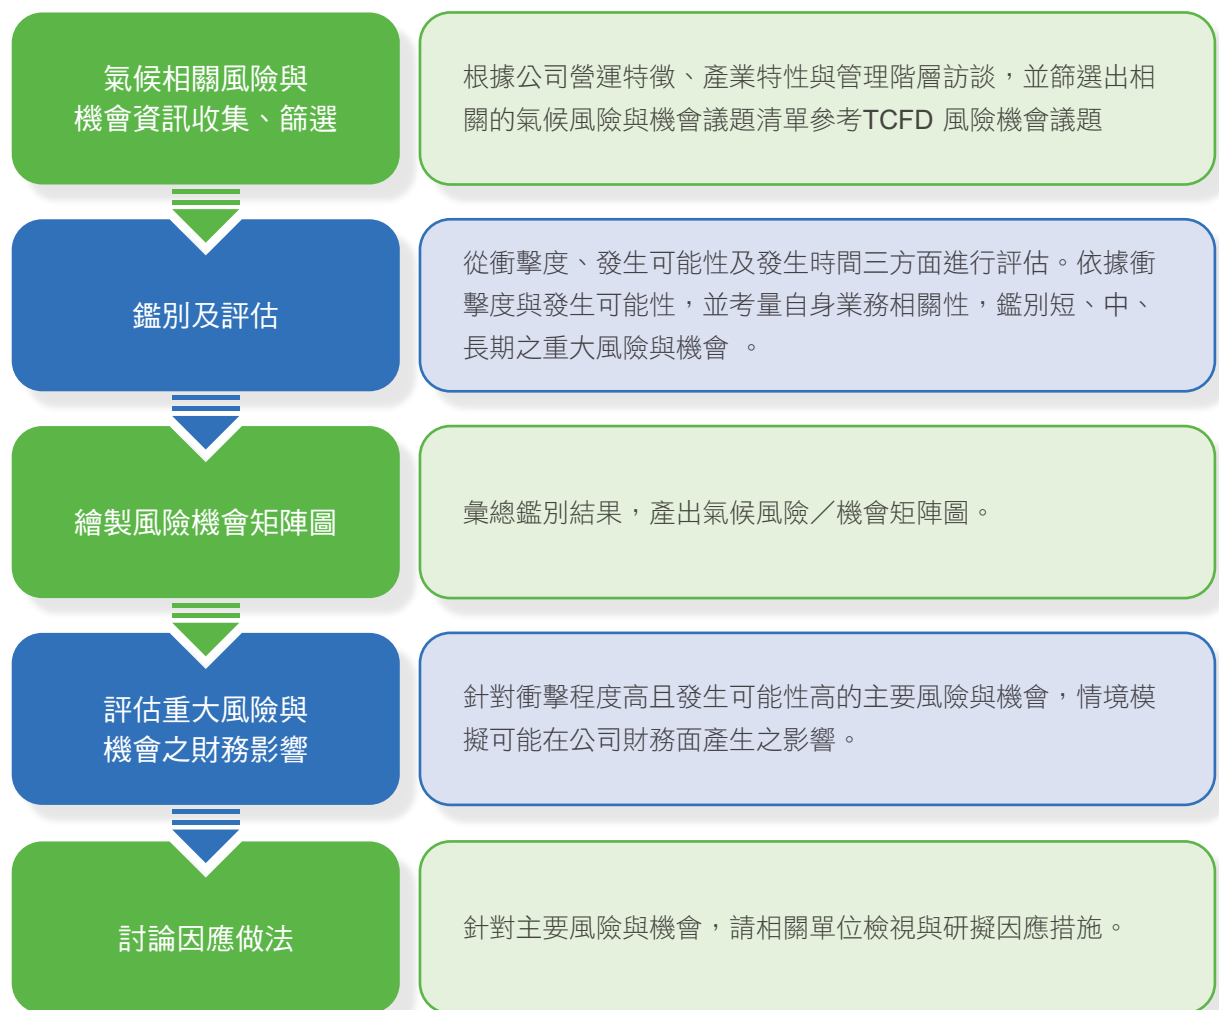 氣候相關風險與
機會資訊收集、篩選
根據公司營運特徵、產業特性與管理階層訪談，並篩選出相
關的氣候風險與機會議題清單參考TCFD 風險機會議題
鑑別及評估
從衝擊度、發生可能性及發生時間三方面進行評估。依據衝
擊度與發生可能性，並考量自身業務相關性，鑑別短、中、
長期之重大風險與機會 。
繪製風險機會矩陣圖
彙總鑑別結果，產出氣候風險／機會矩陣圖。
評估重大風險與
機會之財務影響
針對衝擊程度高且發生可能性高的主要風險與機會，情境模
擬可能在公司財務面產生之影響。
討論因應做法
針對主要風險與機會，請相關單位檢視與研擬因應措施。